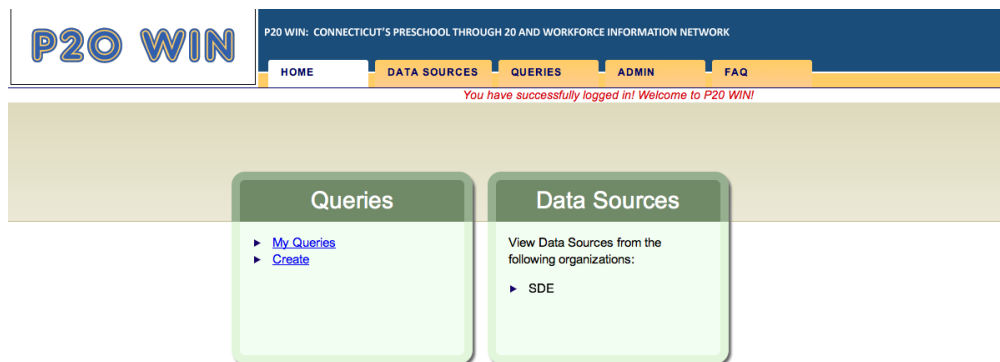 P20 WIN
P20 WIN: CONNECTICUT'S PRESCHOOL THROUGH 20 AND WORKFORCE INFORMATION NETWORK
HOME DATA SOURCES QUERIES ADMIN FAQ
You have successfully logged in! Welcome to P20 WIN!
Queries
My Queries
Create
Data Sources
View Data Sources from the
following organizations:
SDE